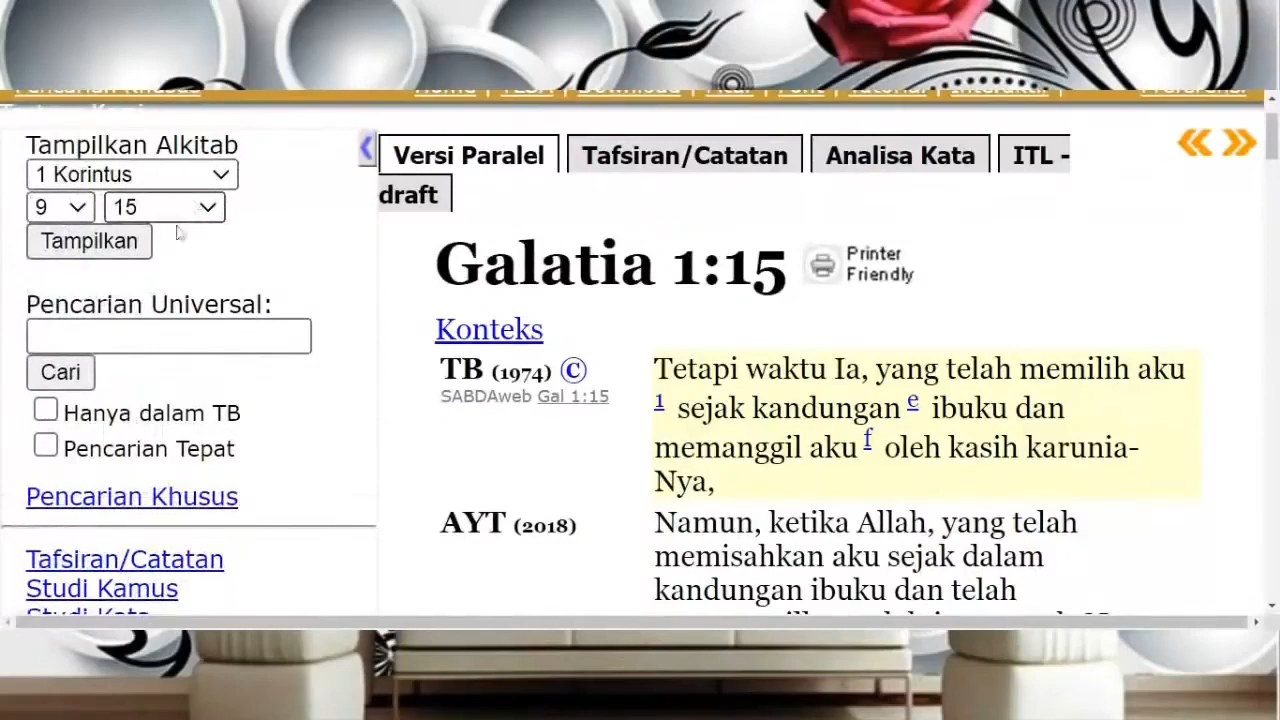 Tampilkan Alkitab
1 Korintus
9 15
Tampilkan
Pencarian Universal:
Cari
Hanya dalam TB
Pencarian Tepat
Pencarian Khusus
Tafsiran/Catatan
Studi Kamus
Versi Paralel Tafsiran/Catatan Analisa Kata ITL -
draft
Galatia 1:15
Printer
Friendly
Konteks
TB (1974) ©
SABDAweb Gal 1:15
Tetapi waktu Ia, yang telah memilih aku
1 sejak kandungan e ibuku dan
memanggil aku f oleh kasih karunia-
Nya,
AYT (2018)
Namun, ketika Allah, yang telah
memisahkan aku sejak dalam
kandungan ibuku dan telah